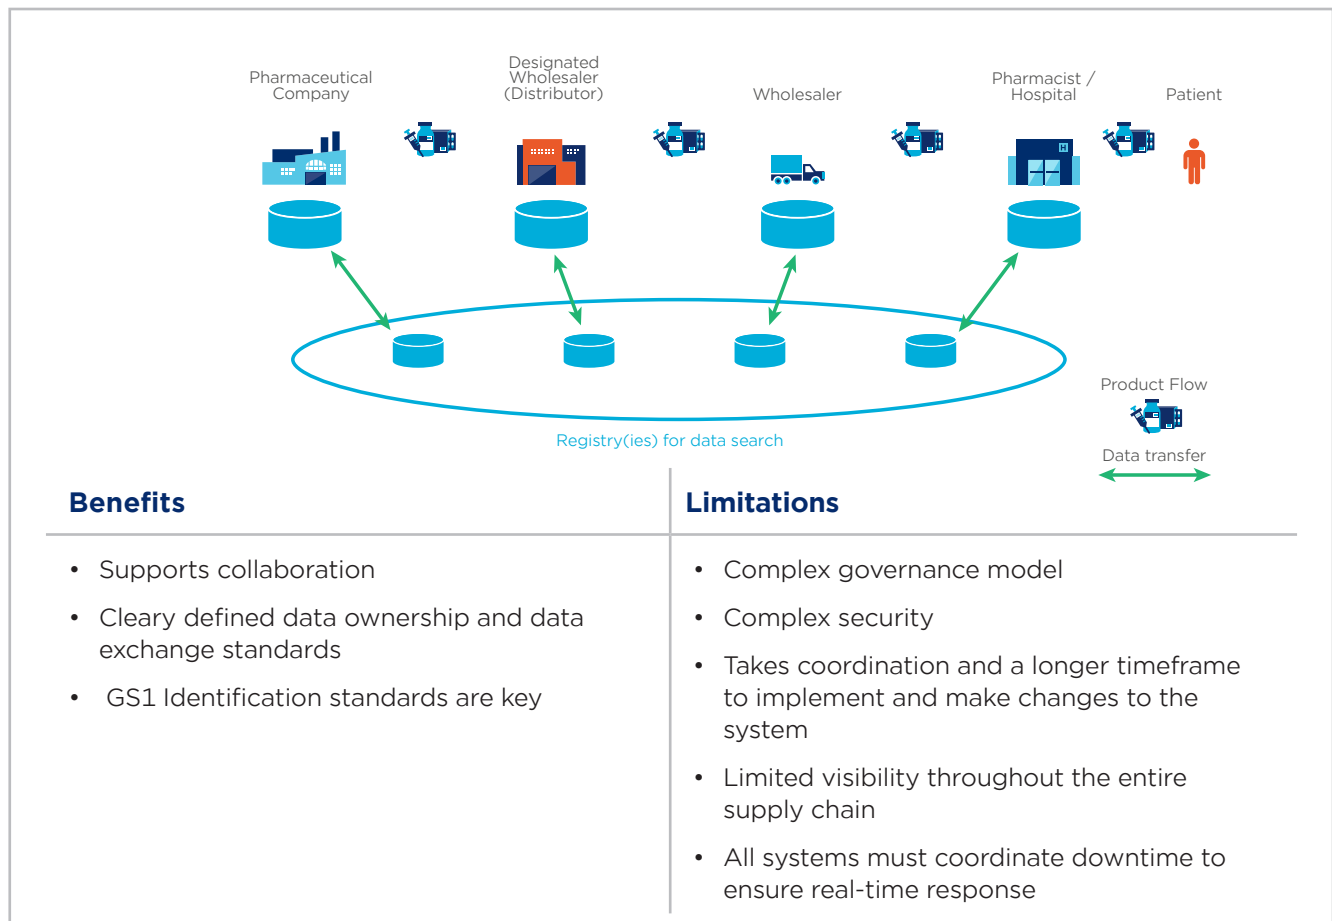 Pharmaceutical
Company
Designated
Wholesaler
(Distributor)
Wholesaler
Pharmacist /
Hospital
Patient
H
Registry(ies) for data search
Product Flow
Data transfer
Benefits
• Supports collaboration
• Cleary defined data ownership and data
exchange standards
• GS1 Identification standards are key
Limitations
• Complex governance model
• Complex security
• Takes coordination and a longer timeframe
to implement and make changes to the
system
• Limited visibility throughout the entire
supply chain
• All systems must coordinate downtime to
ensure real-time response